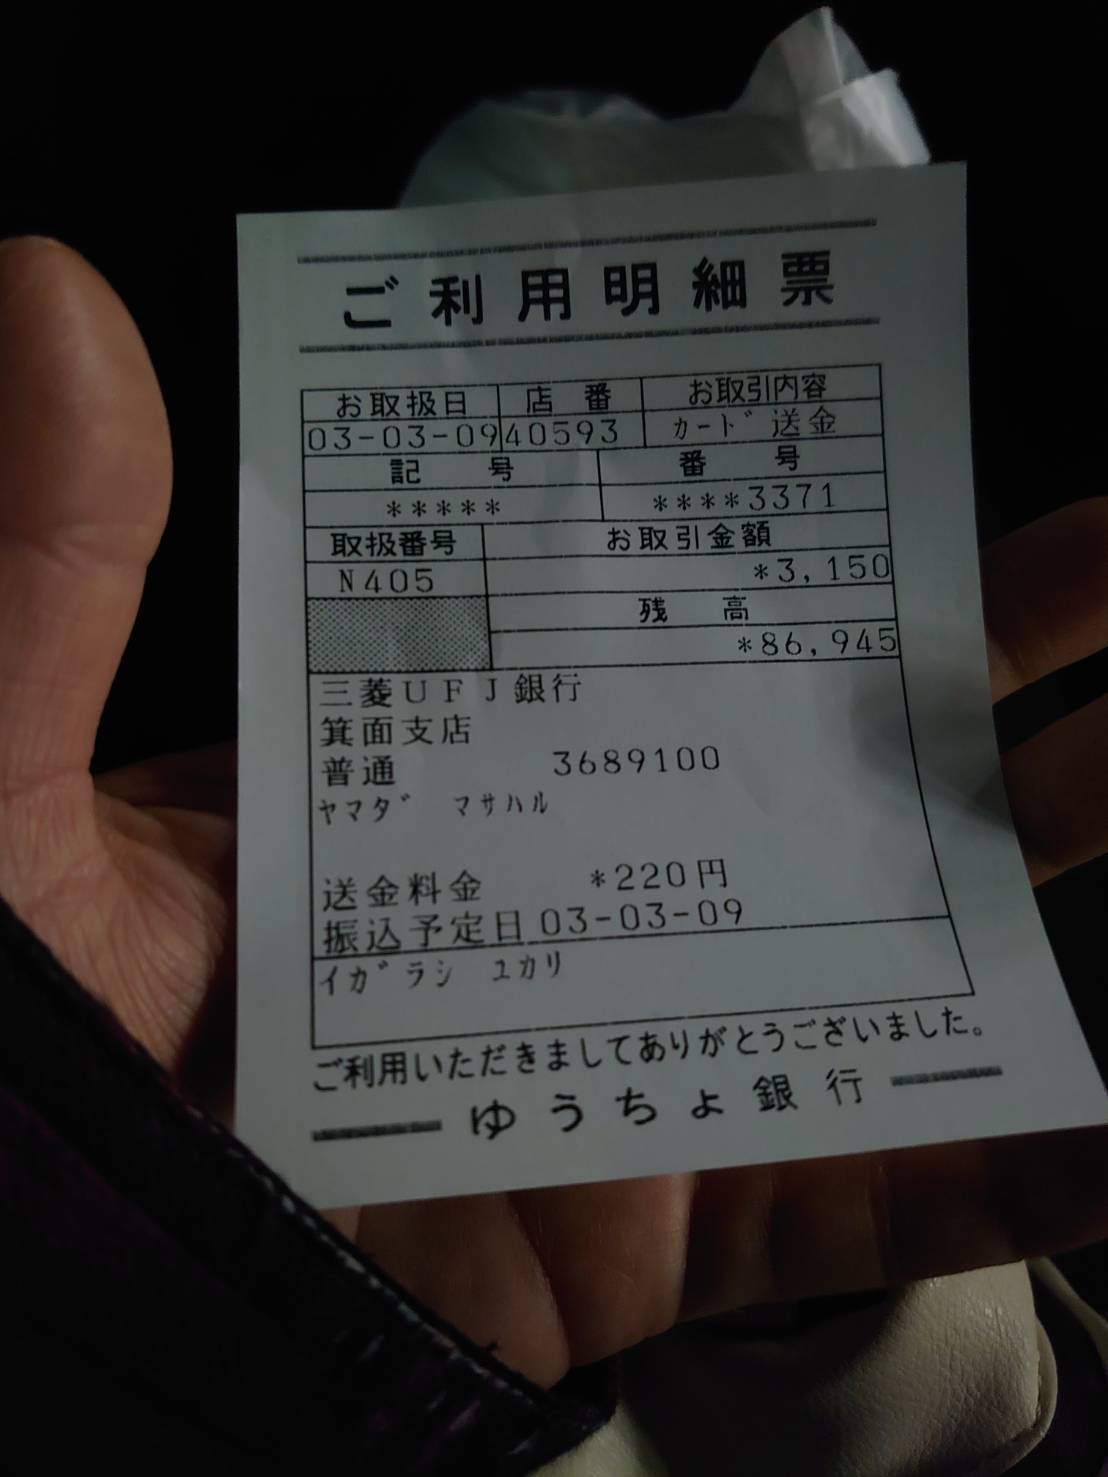 ご利用明細票
お取扱日 店番 お取引内容
03-03-09 40593 カード送金
記号 番号
***** ****3371
取扱番号 お取引金額
N405 *3,150
残高
*86,945
三菱UFJ銀行
箕面支店
普通 3689100
ヤマダ マサハル
送金料金 *220円
振込予定日 03-03-09
イガラシ ユカリ
ご利用いただきましてありがとうございました。
ゆうちょ銀行